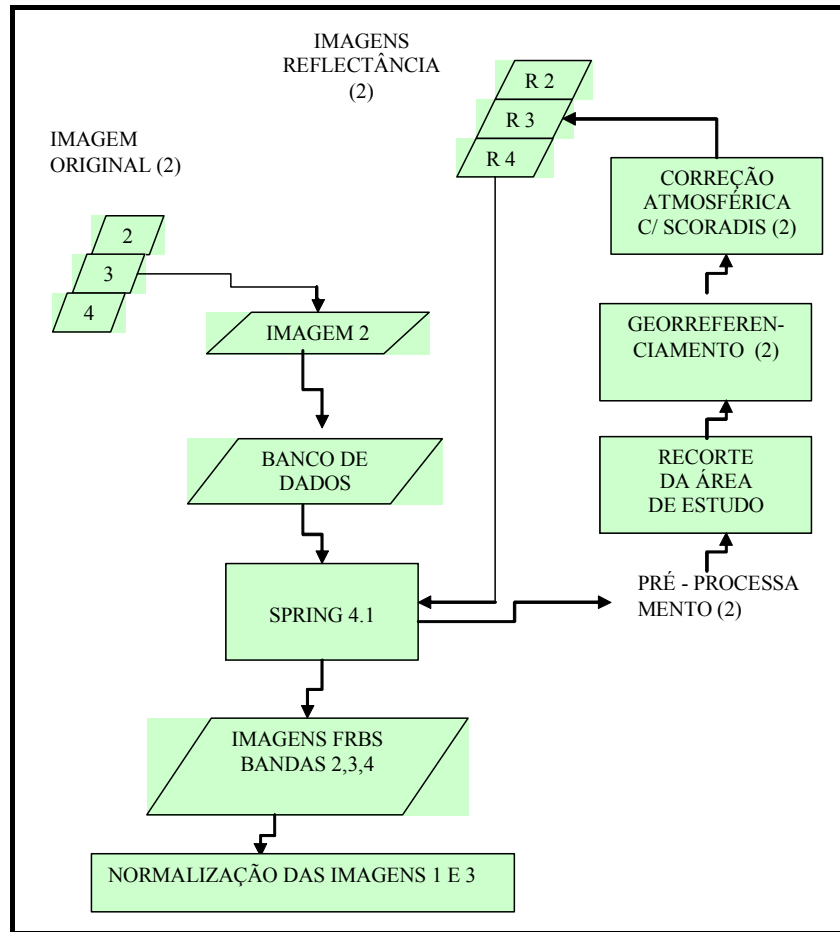 IMAGENS
REFLECTÂNCIA
(2)
R 2
R 3
R 4
IMAGEM
ORIGINAL (2)
2
3
4
IMAGEM 2
BANCO DE
DADOS
SPRING 4.1
PRÉ - PROCESSA
MENTO (2)
RECORTE
DA ÁREA
DE ESTUDO
GEORREFEREN-
CIAMENTO (2)
CORREÇÃO
ATMOSFÉRICA
C/ SCORADIS (2)
IMAGENS FRBS
BANDAS 2,3,4
NORMALIZAÇÃO DAS IMAGENS 1 E 3